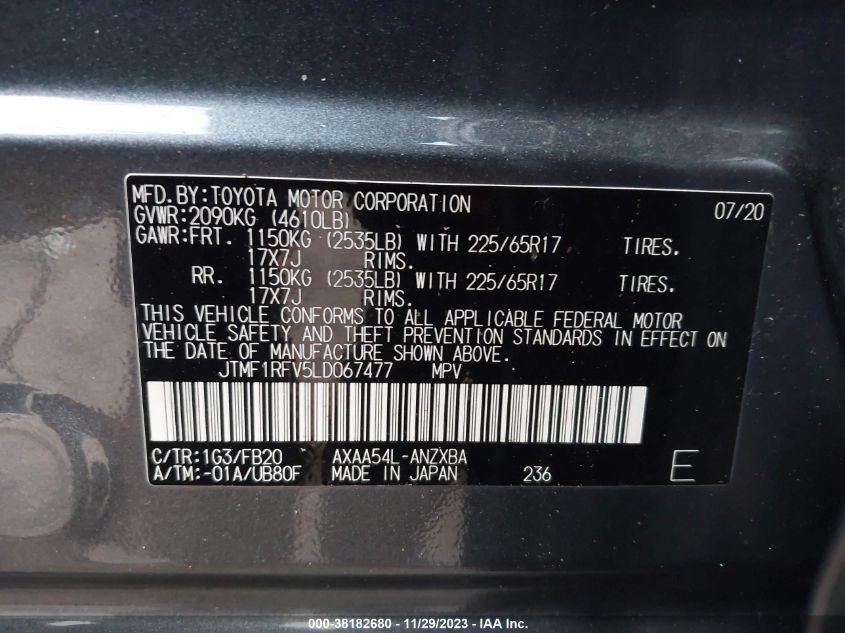 MFD.BY:TOYOTA MOTOR CORPORATION 07/20
GVWR:2090KG (4610LB)
GAWR:FRT. 1150KG (2535LB) WITH 225/65R17 TIRES.
17X7J RIMS.
RR. 1150KG (2535LB) WITH 225/65R17 TIRES.
17X7J RIMS.
THIS VEHICLE CONFORMS TO ALL APPLICABLE FEDERAL MOTOR
VEHICLE SAFETY AND THEFT PREVENTION STANDARDS IN EFFECT ON
THE DATE OF MANUFACTURE SHOWN ABOVE.
JTMF1RFV5LD067477 MPV
C/TR:1G3/FB20 AXAA54L-ANZXBA
A/TM:-01A/UB80F MADE IN JAPAN 236 E
000-38182680 - 11/29/2023 - IAA Inc.